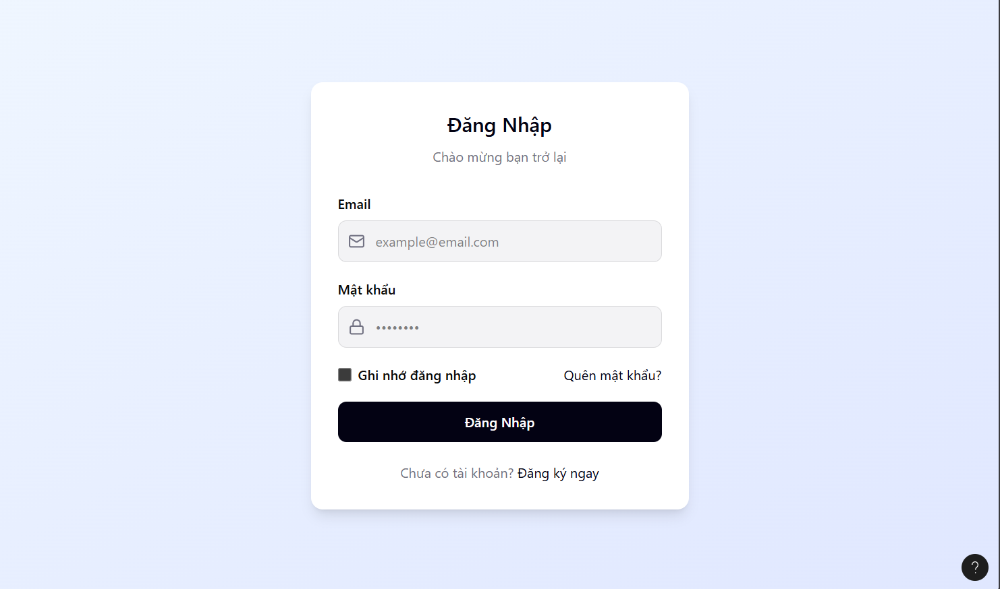 Đăng Nhập
Chào mừng bạn trở lại
Email
example@email.com
Mật khẩu
••••••••
Ghi nhớ đăng nhập Quên mật khẩu?
Đăng Nhập
Chưa có tài khoản? Đăng ký ngay
?